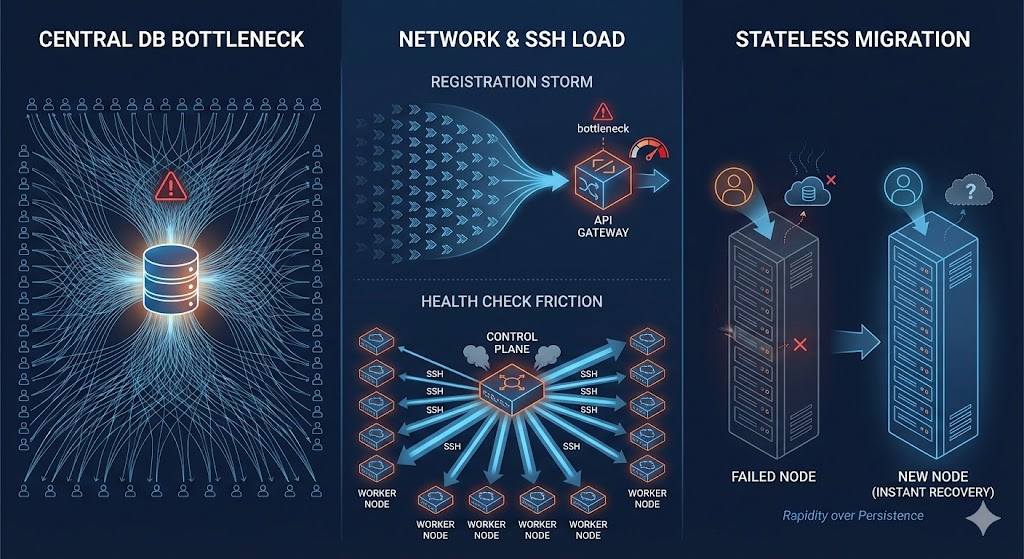 CENTRAL DB BOTTLENECK
NETWORK & SSH LOAD
REGISTRATION STORM
bottleneck
API
GATEWAY
HEALTH CHECK FRICTION
CONTROL
PLANE
SSH
SSH
SSH
SSH
SSH
SSH
SSH
SSH
WORKER
NODE
WORKER
NODE
WORKER
NODE
WORKER
NODE
WORKER
NODE
WORKER
NODE
STATELESS MIGRATION
?
FAILED NODE
NEW NODE
(INSTANT RECOVERY)
Rapidity over Persistence